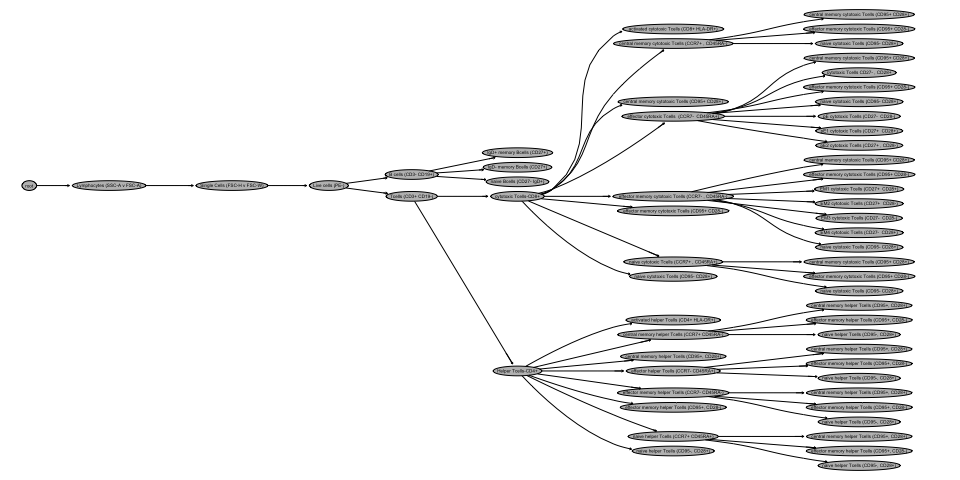 root
Lymphocytes (SSC-A v FSC-A)
Single Cells (FSC-H v FSC-W)
Live cells (PE-)
B cells (CD3- CD19+)
Tcells (CD3+ CD19-)
IgD+ memory Bcells (CD27+)
IgD- memory Bcells (CD27+)
naive Bcells (CD27- IgD+)
cytotoxic Tcells-CD8+
Helper Tcells-CD4+
activated cytotoxic Tcells (CD8+ HLA-DR+)
central memory cytotoxic Tcells (CCR7+ , CD45RA-)
central memory cytotoxic Tcells (CD95+ CD28+)
effector cytotoxic Tcells (CCR7- CD45RA+)
effector memory cytotoxic Tcells (CCR7- , CD45RA-)
effector memory cytotoxic Tcells (CD95+ CD28-)
naive cytotoxic Tcells (CCR7+ , CD45RA+)
naive cytotoxic Tcells (CD95- CD28+)
activated helper Tcells (CD4+ HLA-DR+)
central memory helper Tcells (CCR7+ CD45RA-)
central memory helper Tcells (CD95+, CD28+)
effector helper Tcells (CCR7- CD45RA+)
effector memory helper Tcells (CCR7- CD45RA-)
effector memory helper Tcells (CD95+, CD28-)
naive helper Tcells (CCR7+ CD45RA+)
naive helper Tcells (CD95-, CD28+)
central memory cytotoxic Tcells (CD95+ CD28+)
effector memory cytotoxic Tcells (CD95+ CD28-)
naive cytotoxic Tcells (CD95- CD28+)
central memory cytotoxic Tcells (CD95+ CD28+)
cytotoxic Tcells CD27- , CD28+
effector memory cytotoxic Tcells (CD95+ CD28-)
naive cytotoxic Tcells (CD95- CD28+)
pE cytotoxic Tcells (CD27- CD28-)
pE1 cytotoxic Tcells (CD27+ CD28+)
pE2 cytotoxic Tcells (CD27+ , CD28-)
central memory cytotoxic Tcells (CD95+ CD28+)
effector memory cytotoxic Tcells (CD95+ CD28-)
EM1 cytotoxic Tcells (CD27+ CD28+)
EM2 cytotoxic Tcells (CD27+ CD28-)
EM3 cytotoxic Tcells (CD27- CD28-)
EM4 cytotoxic Tcells (CD27- CD28+)
naive cytotoxic Tcells (CD95- CD28+)
central memory cytotoxic Tcells (CD95+ CD28+)
effector memory cytotoxic Tcells (CD95+ CD28-)
naive cytotoxic Tcells (CD95- CD28+)
central memory helper Tcells (CD95+, CD28+)
effector memory helper Tcells (CD95+, CD28-)
naive helper Tcells (CD95-, CD28+)
central memory helper Tcells (CD95+, CD28+)
effector memory helper Tcells (CD95+, CD28-)
naive helper Tcells (CD95-, CD28+)
central memory helper Tcells (CD95+, CD28+)
effector memory helper Tcells (CD95+, CD28-)
naive helper Tcells (CD95-, CD28+)
central memory helper Tcells (CD95+, CD28+)
effector memory helper Tcells (CD95+, CD28-)
naive helper Tcells (CD95-, CD28+)